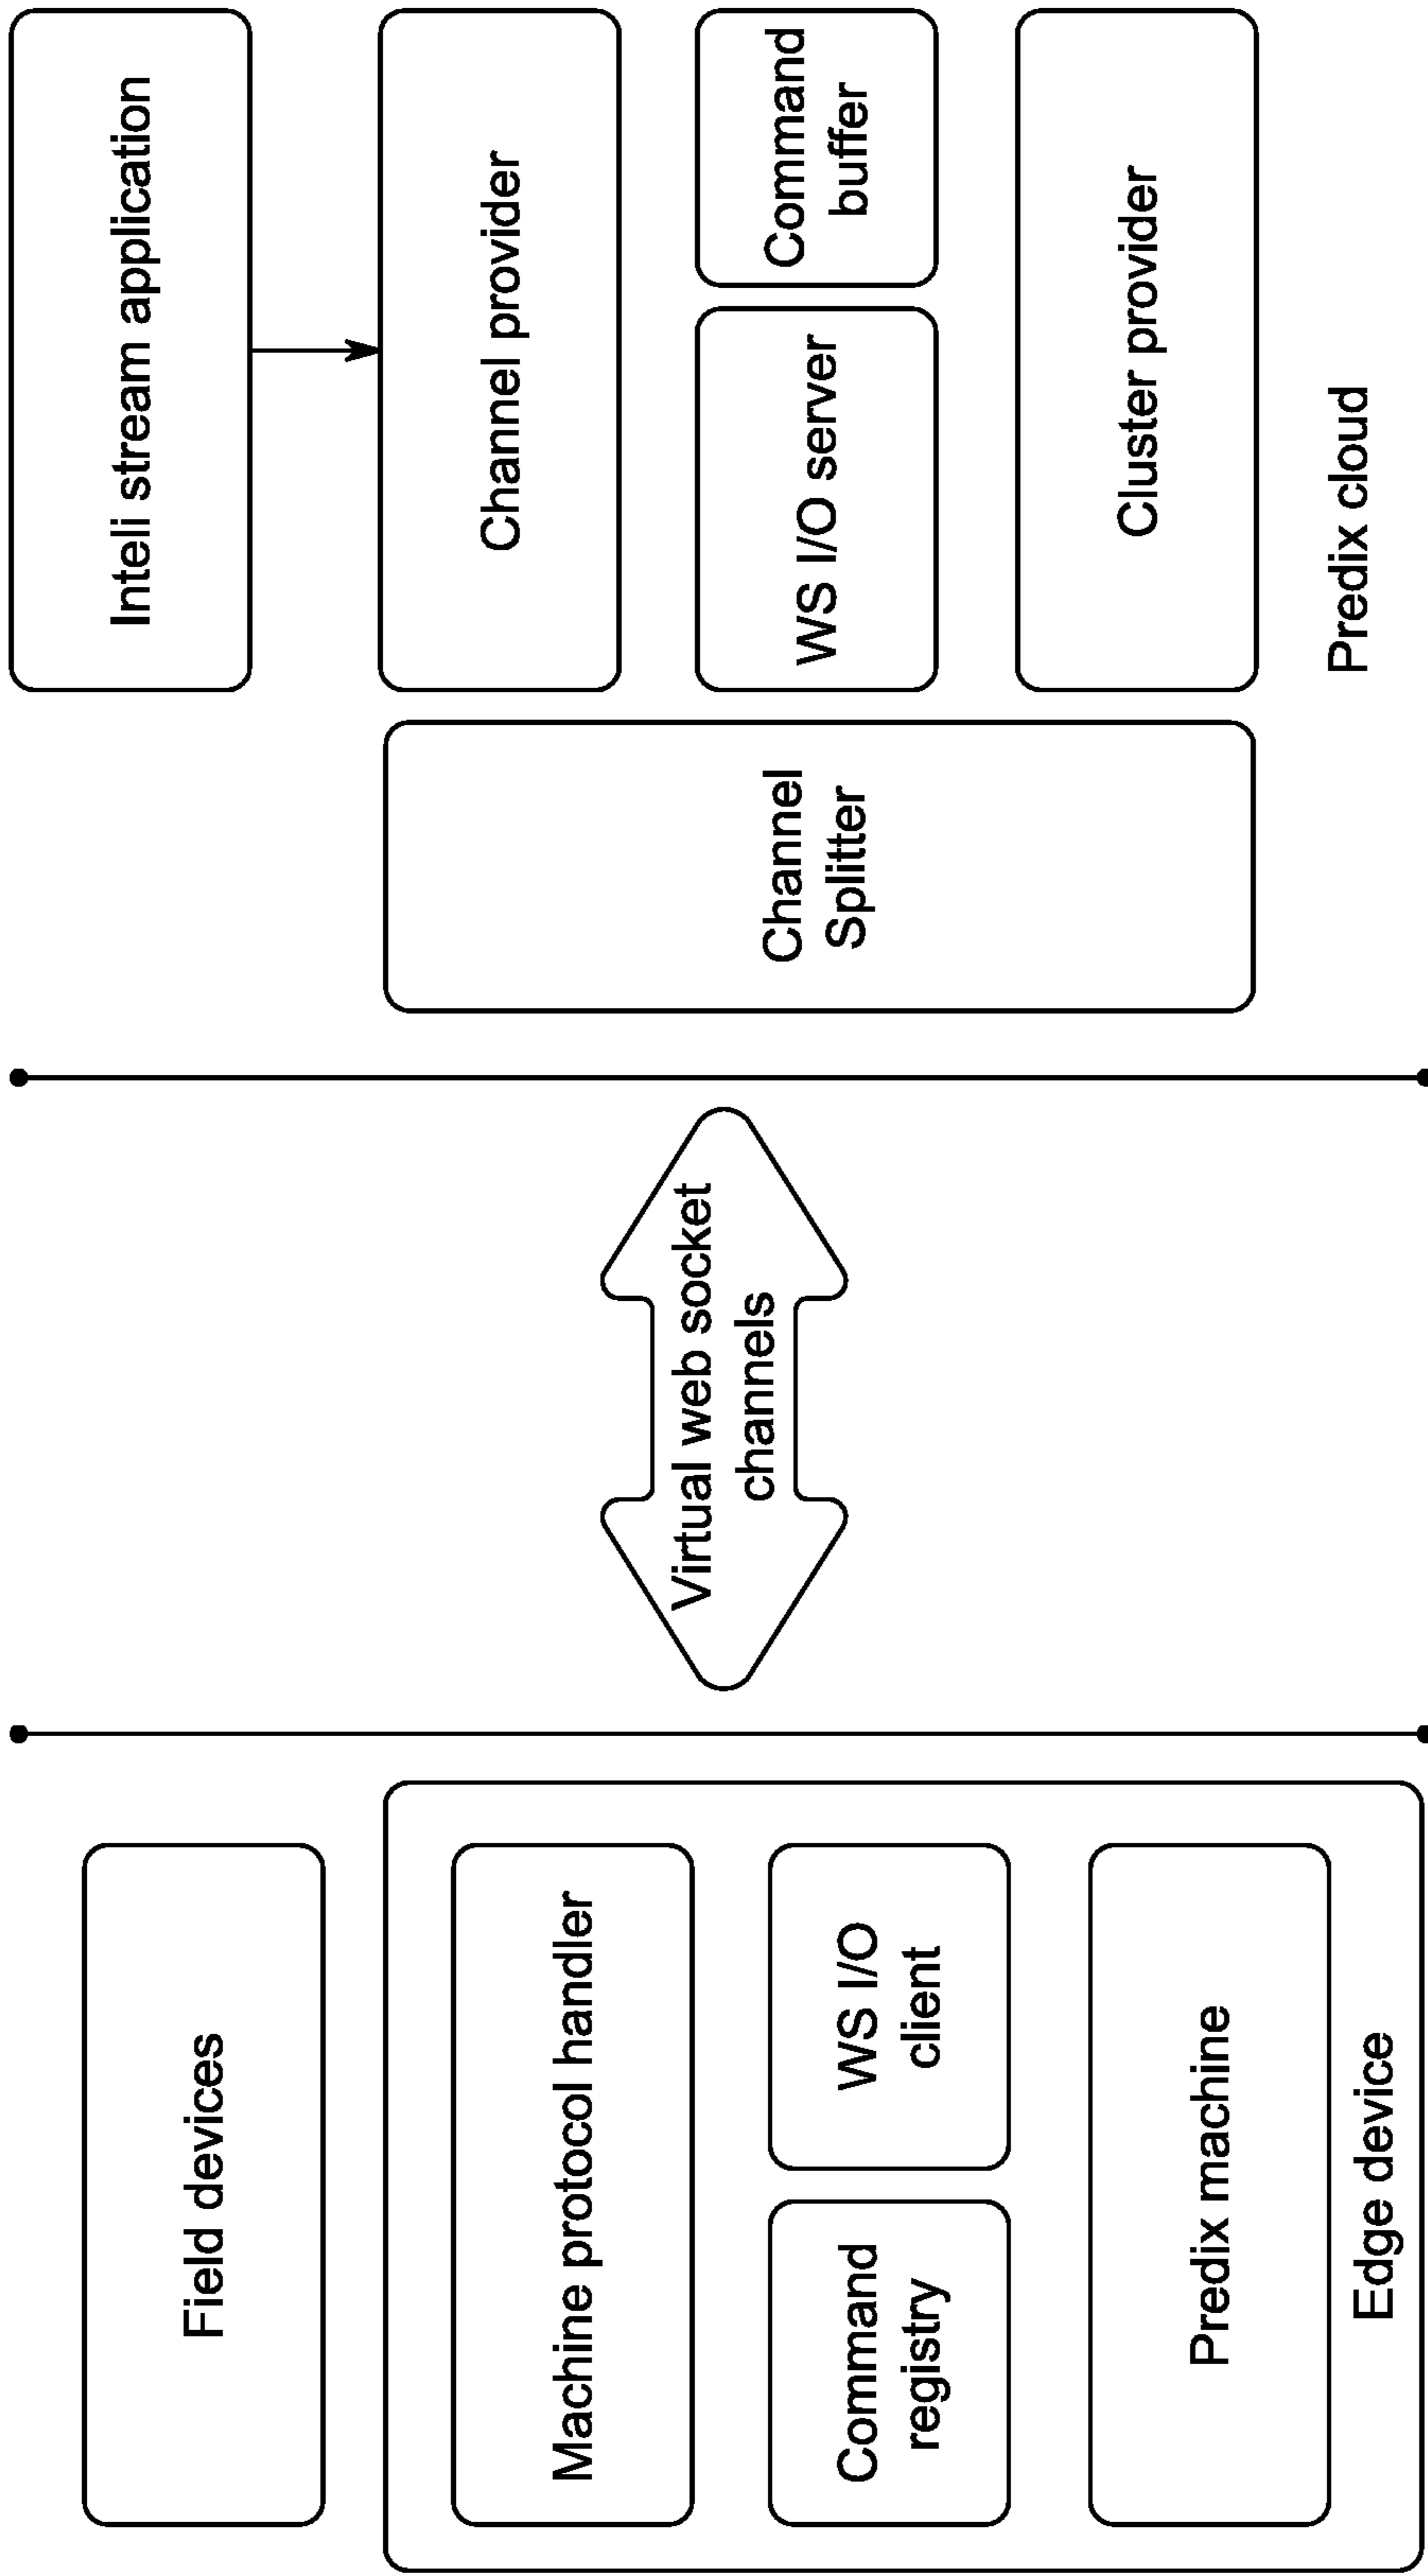 Field devices
Machine protocol handler
Command
registry
WS I/O
client
Predix machine
Edge device
Virtual web socket
channels
Channel
Splitter
Inteli stream application
Channel provider
WS I/O server
Command
buffer
Cluster provider
Predix cloud